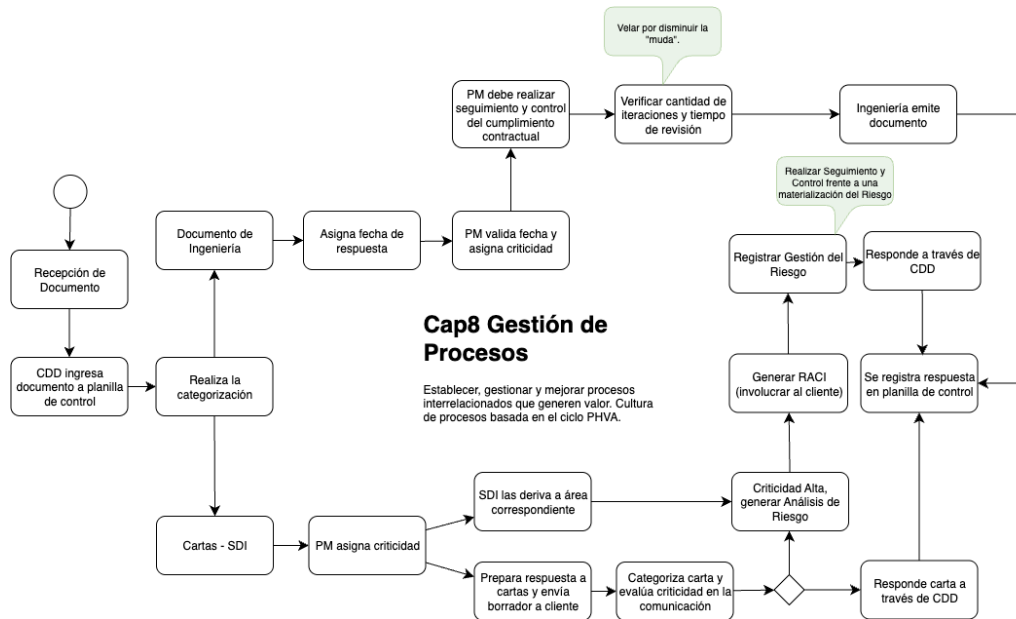 Velar por disminuir la
"muda".
PM debe realizar
seguimiento y control
del cumplimiento
contractual
Verificar cantidad de
iteraciones y tiempo
de revisión
Ingeniería emite
documento
Realizar Seguimiento y
Control frente a una
materialización del Riesgo
Documento de
Ingeniería
Asigna fecha de
respuesta
PM valida fecha y
asigna criticidad
Recepción de
Documento
Registrar Gestión del
Riesgo
Responde a través de
CDD
Cap8 Gestión de
Procesos
CDD ingresa
documento a planilla
de control
Realiza la
categorización
Establecer, gestionar y mejorar procesos
interrelacionados que generen valor. Cultura
de procesos basada en el ciclo PHVA.
Generar RACI
(involucrar al cliente)
Se registra respuesta
en planilla de control
SDI las deriva a área
correspondiente
Criticidad Alta,
generar Análisis de
Riesgo
Cartas - SDI
PM asigna criticidad
Prepara respuesta a
cartas y envía
borrador a cliente
Categoriza carta y
evalúa criticidad en la
comunicación
Responde carta a
través de CDD